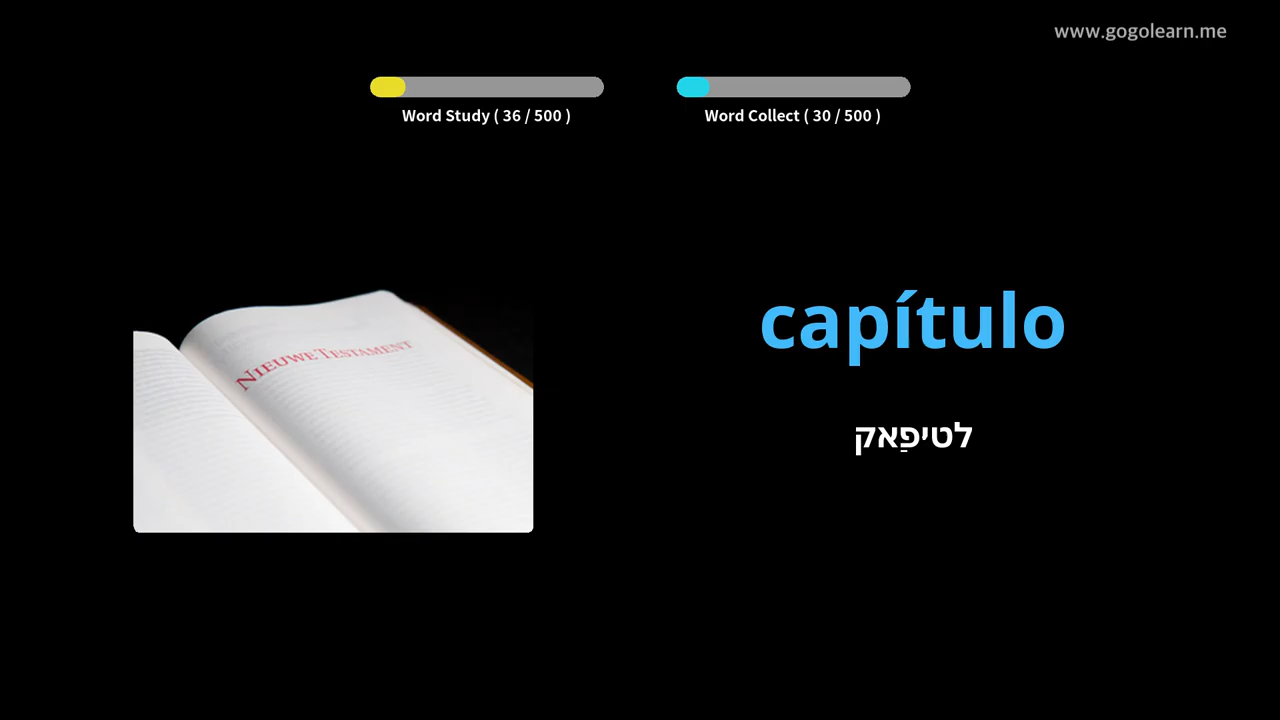 www.gogolearn.me
Word Study ( 36 / 500 )
Word Collect ( 30 / 500 )
NIEUWE TESTAMENT
capítulo
לטיפַאק